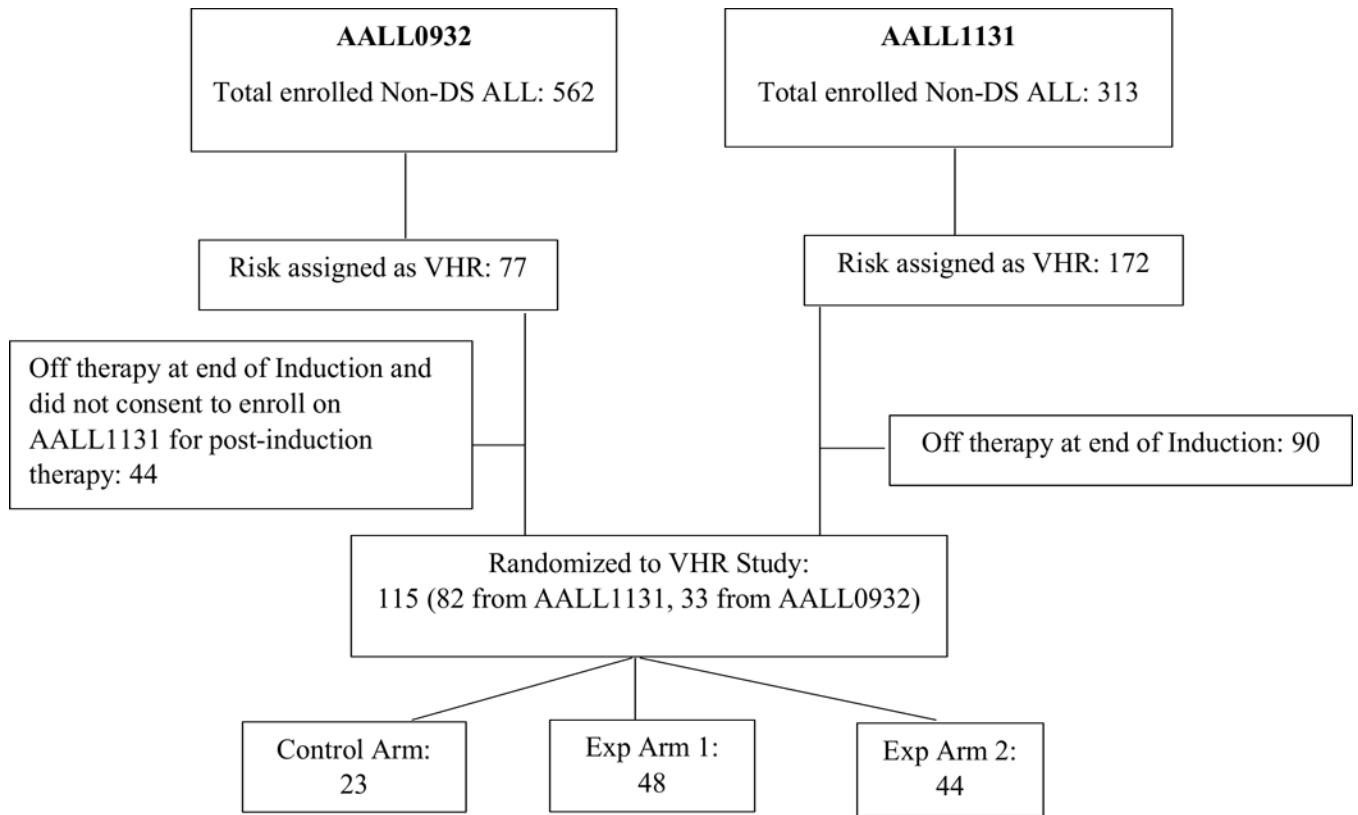 AALL0932
Total enrolled Non-DS ALL: 562
AALL1131
Total enrolled Non-DS ALL: 313
Risk assigned as VHR: 77
Risk assigned as VHR: 172
Off therapy at end of Induction and
did not consent to enroll on
AALL1131 for post-induction
therapy: 44
Off therapy at end of Induction: 90
Randomized to VHR Study:
115 (82 from AALL1131, 33 from AALL0932)
Control Arm:
23
Exp Arm 1:
48
Exp Arm 2:
44